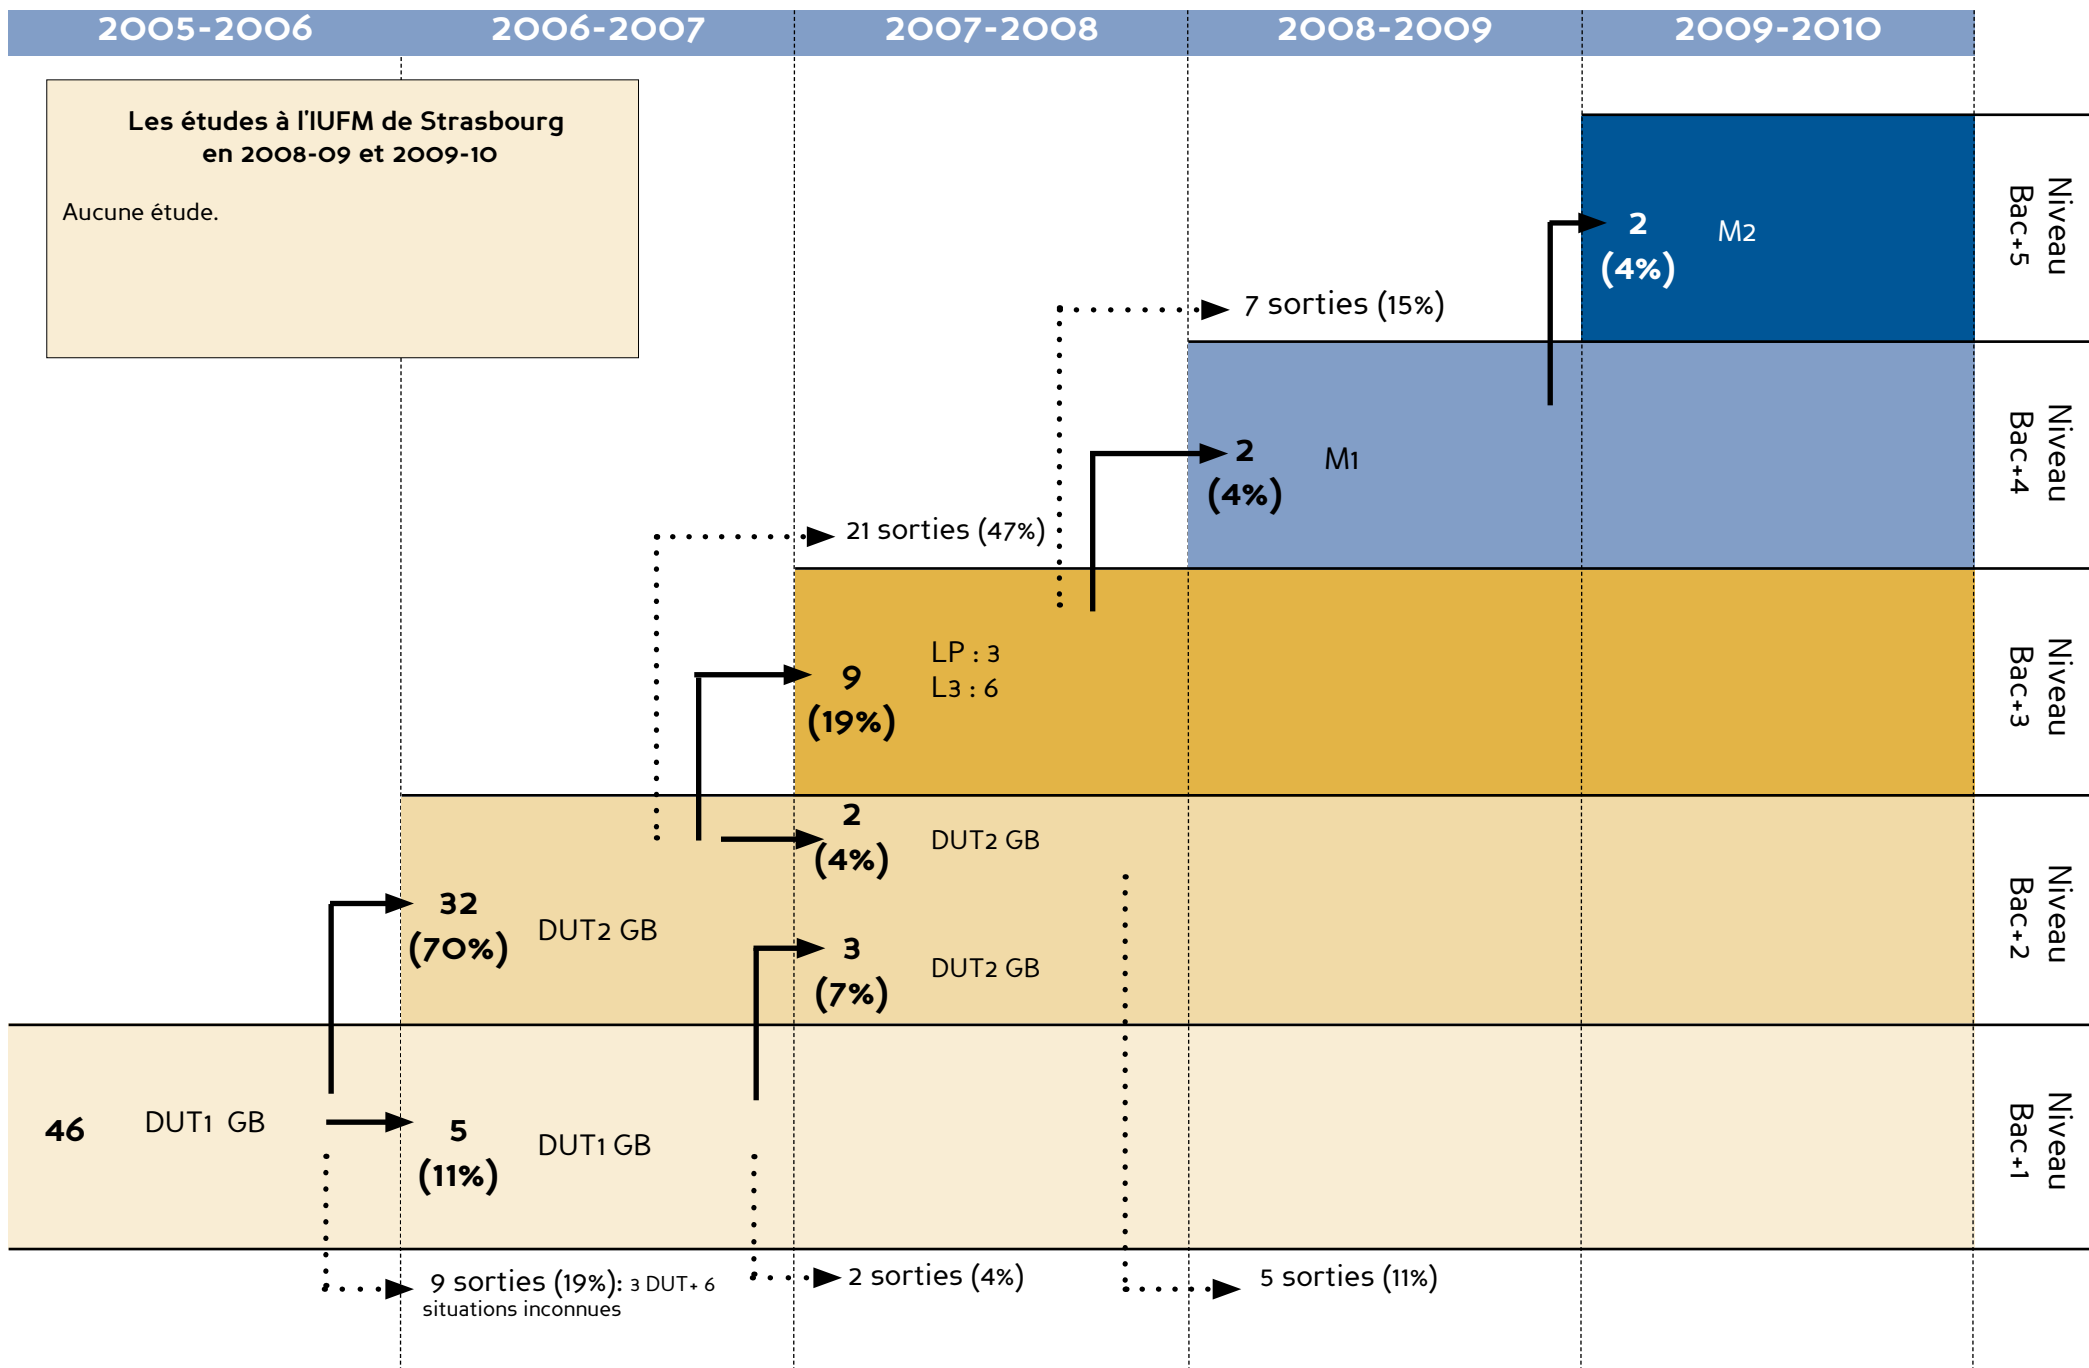 2005-2006
2006-2007
2007-2008
2008-2009
2009-2010
Les études à l'IUFM de Strasbourg
en 2008-09 et 2009-10
Aucune étude.
Niveau
Bac+5
2
(4%)
M2
7 sorties (15%)
Niveau
Bac+4
2
(4%)
M1
21 sorties (47%)
Niveau
Bac+3
9
(19%)
LP : 3
L3 : 6
Niveau
Bac+2
2
(4%)
DUT2 GB
32
(70%)
DUT2 GB
3
(7%)
DUT2 GB
Niveau
Bac+1
46
DUT1 GB
5
(11%)
DUT1 GB
9 sorties (19%): 3 DUT+ 6
situations inconnues
2 sorties (4%)
5 sorties (11%)